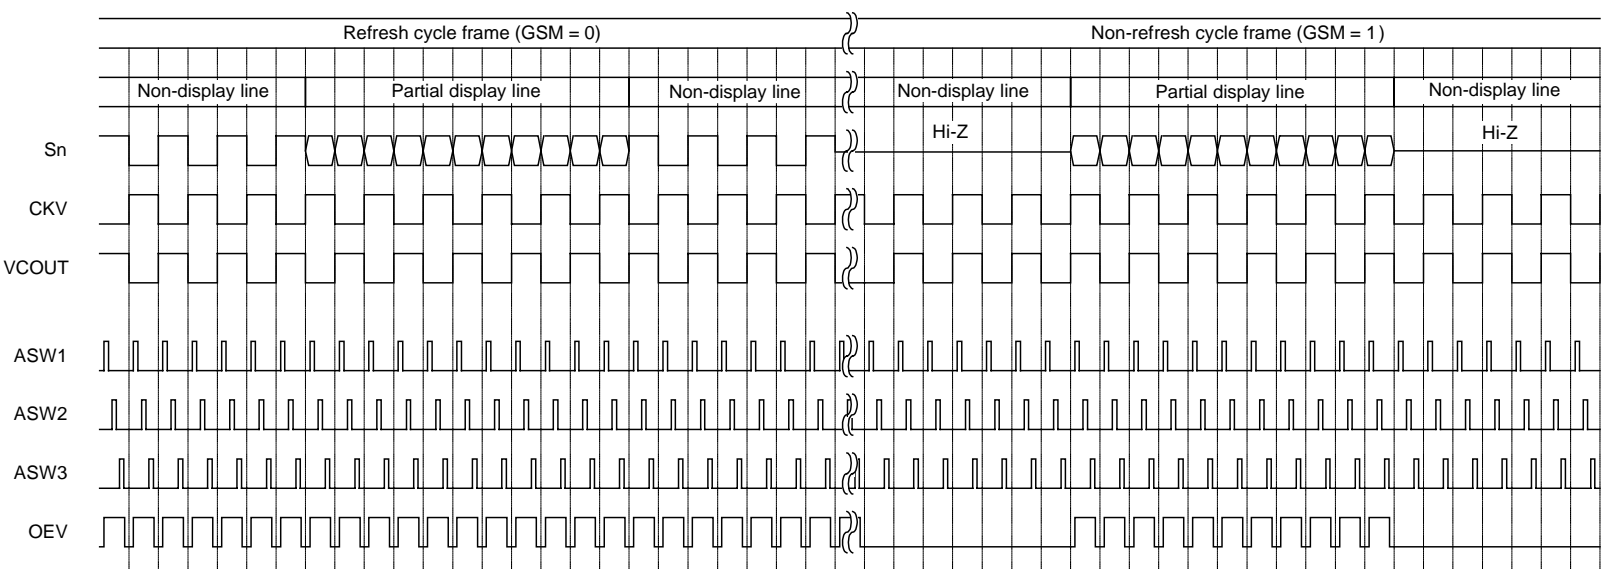 Refresh cycle frame (GSM = 0)
Non-refresh cycle frame (GSM = 1)
Non-display line
Partial display line
Non-display line
Non-display line
Partial display line
Non-display line
Sn
Hi-Z
Hi-Z
CKV
VCOUT
ASW1
ASW2
ASW3
OEV